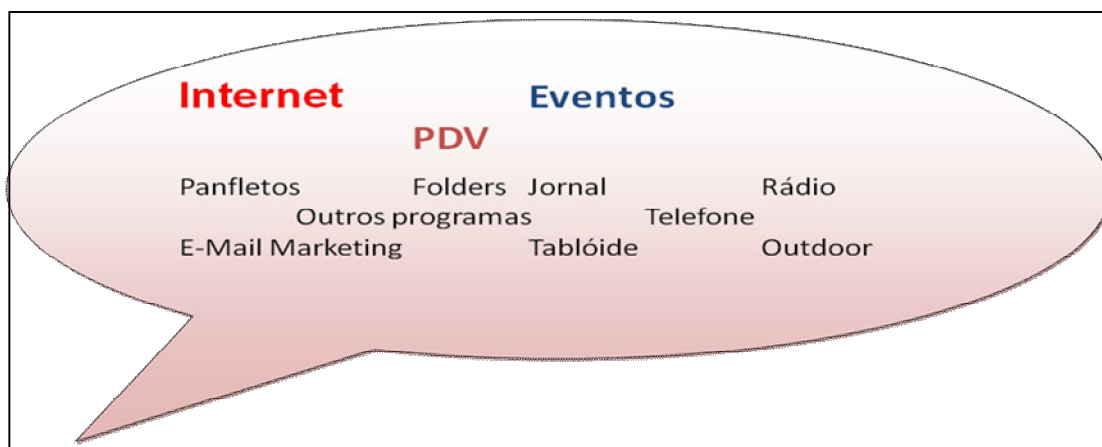 Internet Eventos
PDV
Panfletos Folders Jornal Rádio
Outros programas Telefone
E-Mail Marketing Tablóide Outdoor